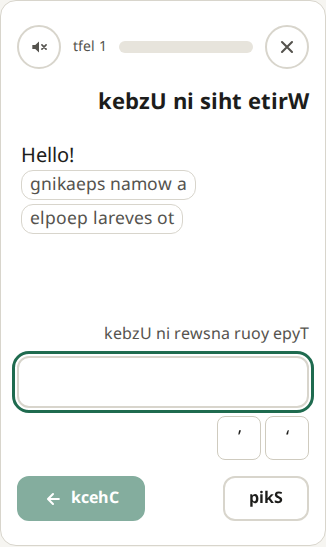 tfel 1
kebzU ni siht etirW
Hello!
gnikaeps namow a
elpoep lareves ot
kebzU ni rewsna ruoy epyT
’ ‘
kcehC
pikS